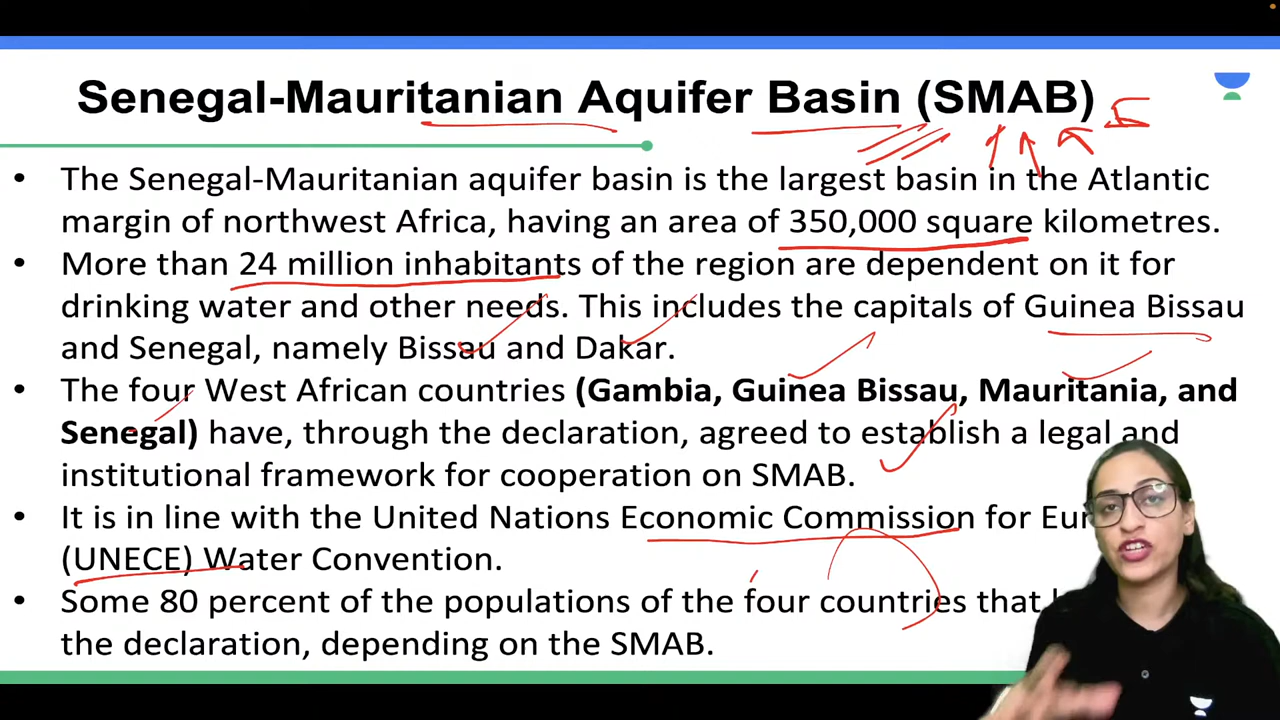 Senegal-Mauritanian Aquifer Basin (SMAB)
• The Senegal-Mauritanian aquifer basin is the largest basin in the Atlantic
margin of northwest Africa, having an area of 350,000 square kilometres.
• More than 24 million inhabitants of the region are dependent on it for
drinking water and other needs. This includes the capitals of Guinea Bissau
and Senegal, namely Bissau and Dakar.
• The four West African countries (Gambia, Guinea Bissau, Mauritania, and
Senegal) have, through the declaration, agreed to establish a legal and
institutional framework for cooperation on SMAB.
• It is in line with the United Nations Economic Commission for
(UNECE) Water Convention.
• Some 80 percent of the populations of the four countries that
the declaration, depending on the SMAB.